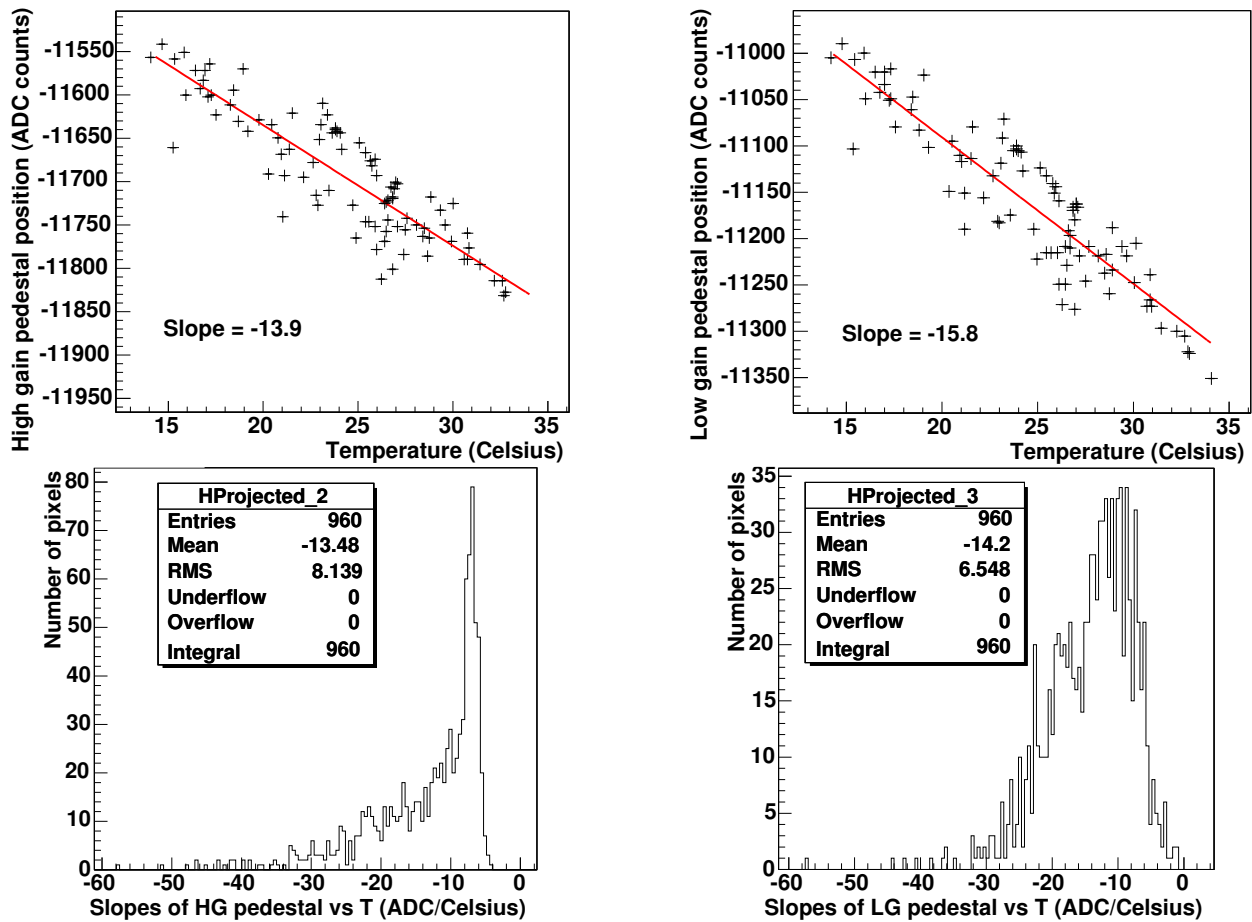 High gain pedestal position (ADC counts)
-11550
-11600
-11650
-11700
-11750
-11800
-11850
-11900
-11950
Slope = -13.9
15 20 25 30 35
Temperature (Celsius)
Low gain pedestal position (ADC counts)
-11000
-11050
-11100
-11150
-11200
-11250
-11300
-11350
Slope = -15.8
15 20 25 30 35
Temperature (Celsius)
Number of pixels
80
70
60
50
40
30
20
10
0
HProjected_2
Entries 960
Mean -13.48
RMS 8.139
Underflow 0
Overflow 0
Integral 960
-60 -50 -40 -30 -20 -10 0
Slopes of HG pedestal vs T (ADC/Celsius)
Number of pixels
35
30
25
20
15
10
5
0
HProjected_3
Entries 960
Mean -14.2
RMS 6.548
Underflow 0
Overflow 0
Integral 960
-60 -50 -40 -30 -20 -10 0
Slopes of LG pedestal vs T (ADC/Celsius)